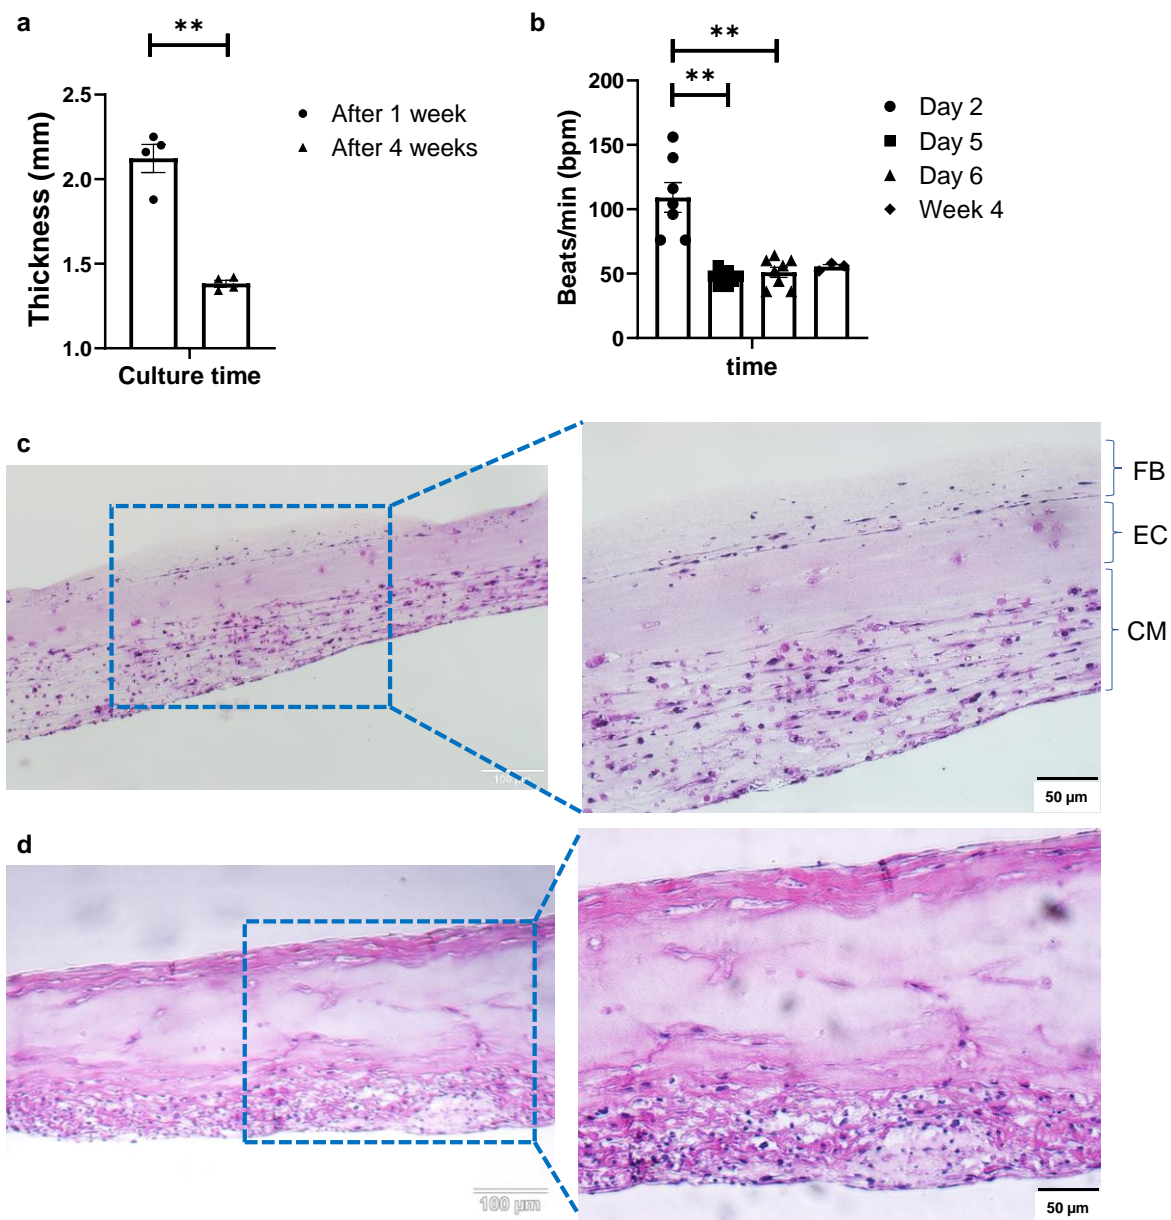 a
**
Thickness (mm)
2.5
2.0
1.5
1.0
Culture time
After 1 week
After 4 weeks
b
**
**
Beats/min (bpm)
200
150
100
50
0
time
Day 2
Day 5
Day 6
Week 4
c
100 µm
FB
EC
CM
50 µm
d
100 µm
50 µm